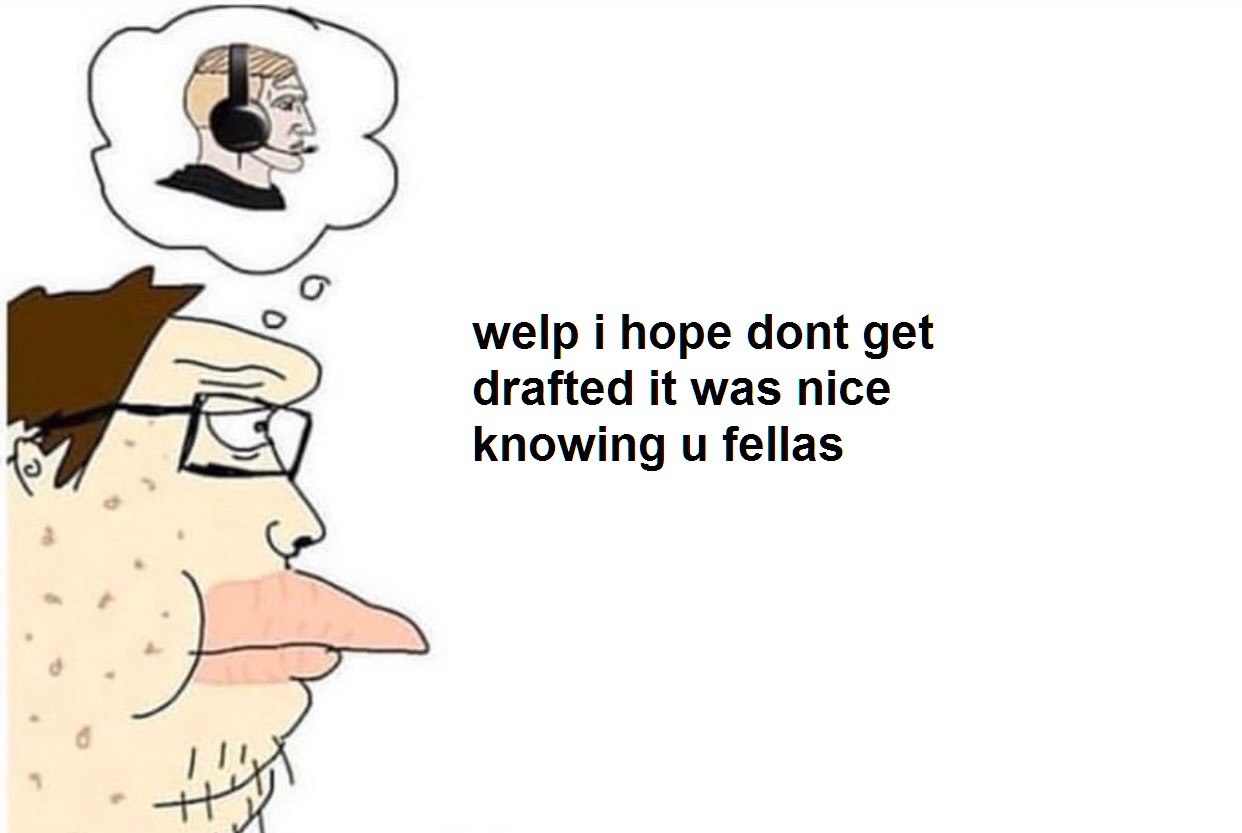 welp i hope dont get
drafted it was nice
knowing u fellas